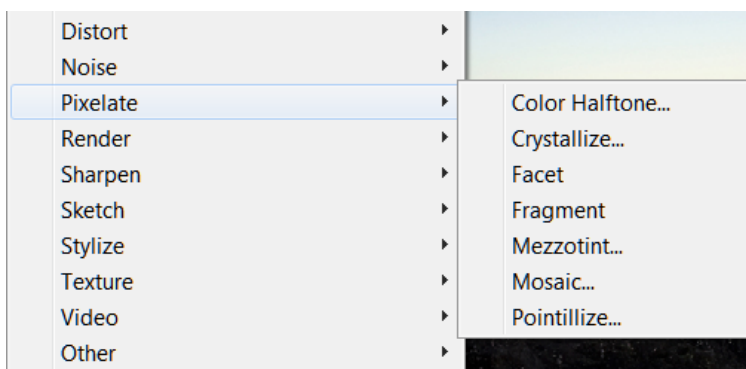 Distort
Noise
Pixelate
Render
Sharpen
Sketch
Stylize
Texture
Video
Other
Color Halftone...
Crystallize...
Facet
Fragment
Mezzotint...
Mosaic...
Pointillize...